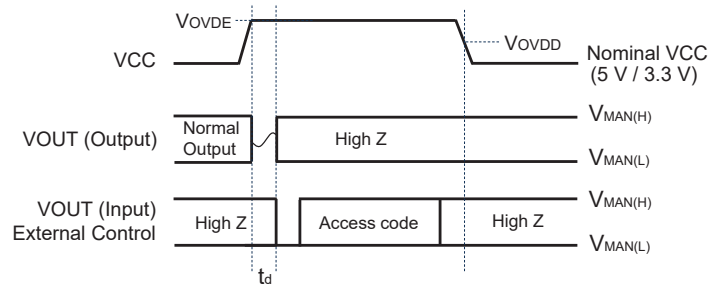 VOVDE
VOVDD
VCC
Nominal VCC
(5 V / 3.3 V)
VOUT (Output)
Normal
Output
High Z
VMAN(H)
VMAN(L)
VOUT (Input)
External Control
High Z
Access code
High Z
VMAN(H)
VMAN(L)
td